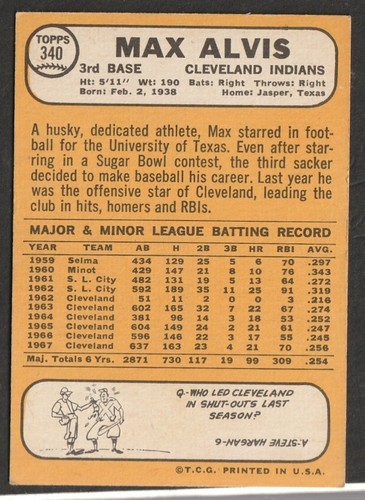 TOPPS
340
MAX ALVIS
3rd BASE CLEVELAND INDIANS
Ht: 5'11" Wt: 190 Bats: Right Throws: Right
Born: Feb. 2, 1938 Home: Jasper, Texas
A husky, dedicated athlete, Max starred in foot-
ball for the University of Texas. Even after star-
ring in a Sugar Bowl contest, the third sacker
decided to make baseball his career. Last year he
was the offensive star of Cleveland, leading the
club in hits, homers and RBIs.
MAJOR & MINOR LEAGUE BATTING RECORD
YEAR TEAM AB H 2B 3B HR RBI AVG.
1959 Selma 434 129 25 5 6 70 .297
1960 Minot 429 147 21 8 10 76 .343
1961 S. L. City 482 131 19 5 13 64 .272
1962 S. L. City 592 189 35 11 25 91 .319
1962 Cleveland 51 11 2 0 0 3 .216
1963 Cleveland 602 165 32 7 22 67 .274
1964 Cleveland 381 96 14 3 18 53 .252
1965 Cleveland 604 149 24 2 21 61 .247
1966 Cleveland 596 146 22 3 17 55 .245
1967 Cleveland 637 163 23 4 21 70 .256
Maj. Totals 6 Yrs. 2871 730 117 19 99 309 .254
Q-WHO LED CLEVELAND
IN SHUT-OUTS LAST
SEASON?
A-STEVE HARGAN-6
©T.C.G. PRINTED IN U.S.A.